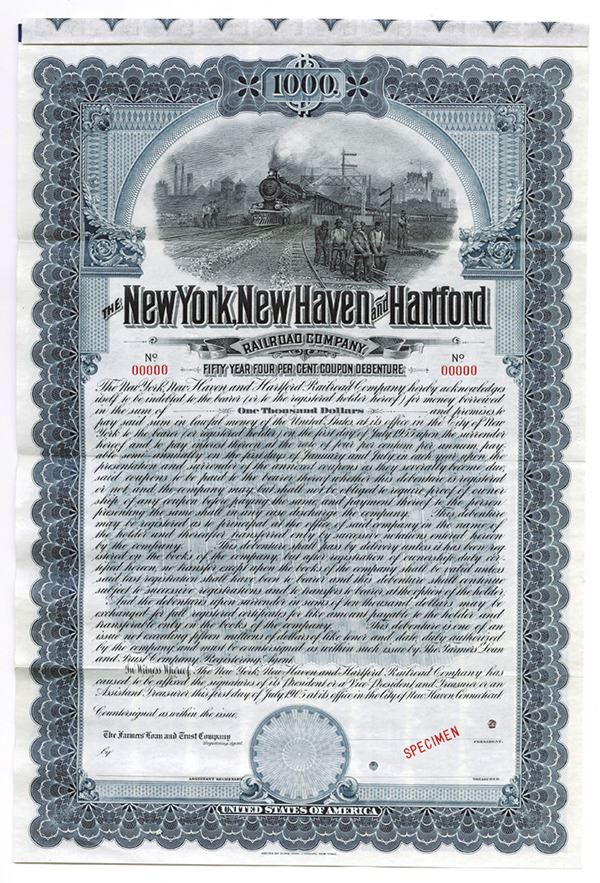 1000.
THE New York, New Haven and Hartford
RAILROAD COMPANY.
No 00000
FIFTY YEAR FOUR PER CENT COUPON DEBENTURE
No 00000
The New York, New Haven and Hartford Railroad Company hereby acknowledges
itself to be indebted to the bearer (or to the registered holder hereof) for money borrowed
in the sum of One Thousand Dollars and promises to
pay said sum in lawful money of the United States, at its office in the City of New
York to the bearer (or registered holder) on the first day of July, 1955 upon the surrender
hereof and to pay interest thereon at the rate of four per centum per annum, pay-
able semi-annually on the first days of January and July in each year, upon the
presentation and surrender of the annexed coupons as they severally become due,
said coupons to be paid to the bearer thereof whether this debenture is registered
or not, and the company may, but shall not be obliged to require proof of owner
ship of any coupon before paying the same, and payment thereof to the person
presenting the same shall in any case discharge the company. This debenture
may be registered as to principal at the office of said company in the name of
the holder and thereafter transferred only by successive notations entered thereon
by the company. This debenture shall pass by delivery unless it has been reg-
istered on the books of the company and after registration of ownership, duly cer-
tified hereon, no transfer except upon the books of the company shall be valid unless
said last registration shall have been to bearer and this debenture shall continue
subject to successive registrations and to transfers to bearer at the option of the holder.
But the debentures upon surrender in sums of ten thousand dollars may be
exchanged for full registered certificates for like amount payable to the holder and
transferable only on the books of the company. This debenture is one of an
issue not exceeding fifteen millions of dollars of like tenor and date duly authorized
by the company and must be countersigned as within such issue by The Farmers Loan
and Trust Company, Registering Agent.
In Witness Whereof, The New York, New Haven and Hartford Railroad Company has
caused to be affixed the signatures of its President or a Vice President and Treasurer or an
Assistant Treasurer, this first day of July, 1905 at its office in the City of New Haven, Connecticut.
Countersigned as within the issue,
The Farmers Loan and Trust Company
Registering Agent.
by
PRESIDENT.
SPECIMEN
ASSISTANT SECRETARY
TREASURER.
UNITED STATES OF AMERICA